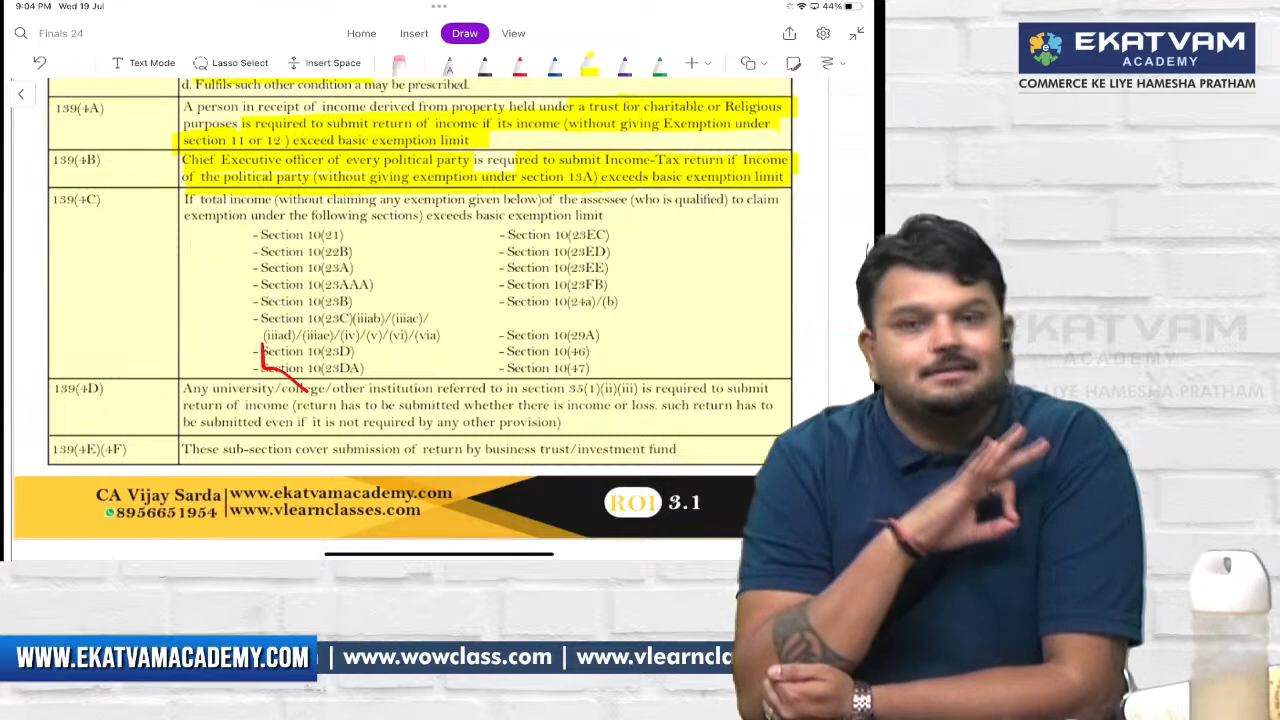 9:04 PM Wed 19 Jul
44%
Finals 24
Home Insert Draw View
Text Mode Lasso Select Insert Space
d. Fulfils such other condition a may be prescribed.
139(4A) A person in receipt of income derived from property held under a trust for charitable or Religious
purposes is required to submit return of income if its income (without giving Exemption under
section 11 or 12 ) exceed basic exemption limit
139(4B) Chief Executive officer of every political party is required to submit Income-Tax return if Income
of the political party (without giving exemption under section 13A) exceeds basic exemption limit
139(4C) If total income (without claiming any exemption given below)of the assessee (who is qualified) to claim
exemption under the following sections) exceeds basic exemption limit
- Section 10(21) - Section 10(23EC)
- Section 10(22B) - Section 10(23ED)
- Section 10(23A) - Section 10(23EE)
- Section 10(23AAA) - Section 10(23FB)
- Section 10(23B) - Section 10(24a)/(b)
- Section 10(23C)(iiiab)/(iiiac)/
(iiiad)/(iiiae)/(iv)/(v)/(vi)/(via) - Section 10(29A)
- Section 10(23D) - Section 10(46)
- Section 10(23DA) - Section 10(47)
139(4D) Any university/college/other institution referred to in section 35(1)(ii)(iii) is required to submit
return of income (return has to be submitted whether there is income or loss. such return has to
be submitted even if it is not required by any other provision)
139(4E)(4F) These sub-section cover submission of return by business trust/investment fund
CA Vijay Sarda www.ekatvamacademy.com
8956651954 www.vlearnclasses.com
ROI 3.1
EKATVAM
ACADEMY
COMMERCE KE LIYE HAMESHA PRATHAM
EKATVAM
ACADEMY
E LIYE HAMESHA PRATHAM
WWW.EKATVAMACADEMY.COM | www.wowclass.com | www.vlearncla